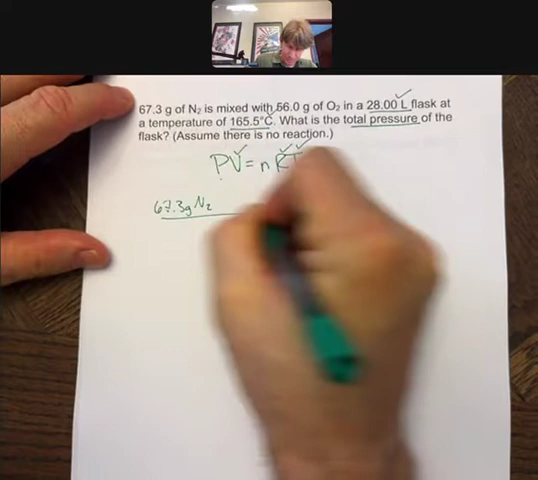 67.3 g of N₂ is mixed with 56.0 g of O₂ in a 28.00 L flask at
a temperature of 165.5°C. What is the total pressure of the
flask? (Assume there is no reaction.)
PV = nRT
67.3g N₂